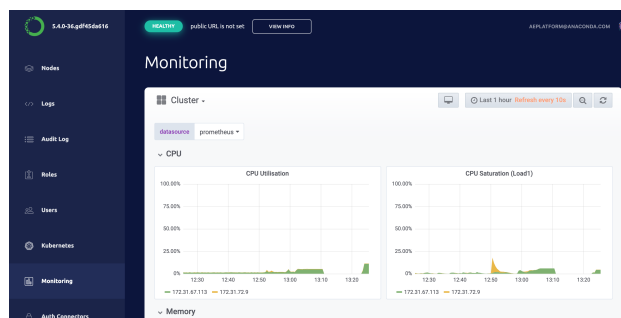 5.4.0-36.gdf45da616
HEALTHY public URL is not set VIEW INFO
AEPLATFORM@ANACONDA.COM
Nodes
Logs
Audit Log
Roles
Users
Kubernetes
Monitoring
Auth Connectors
Monitoring
Cluster
Last 1 hour Refresh every 10s
datasource prometheus
CPU
CPU Utilisation
100.00%
75.00%
50.00%
25.00%
0%
12:30 12:40 12:50 13:00 13:10 13:20
172.31.67.113 172.31.72.9
CPU Saturation (Load1)
100.00%
75.00%
50.00%
25.00%
0%
12:30 12:40 12:50 13:00 13:10 13:20
172.31.67.113 172.31.72.9
Memory